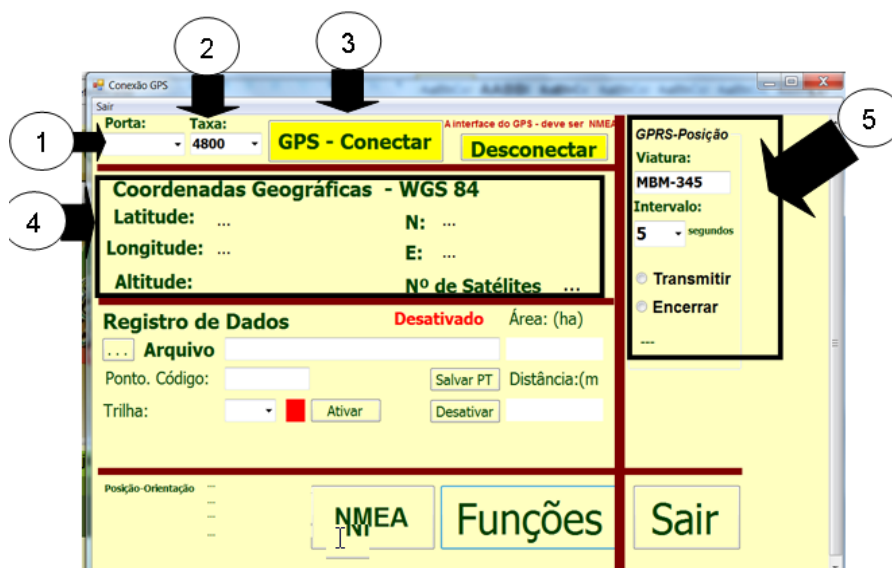 1
2
3
4
5
Conexão GPS
Sair
Porta:
Taxa:
4800
GPS - Conectar
A interface do GPS - deve ser NMEA
Desconectar
Coordenadas Geográficas - WGS 84
Latitude: ...
N: ...
Longitude: ...
E: ...
Altitude:
Nº de Satélites ...
GPRS-Posição
Viatura:
MBM-345
Intervalo:
5 segundos
Transmitir
Encerrar
---
Registro de Dados
Desativado
Área: (ha)
... Arquivo
Ponto. Código:
Salvar PT
Distância:(m
Trilha:
Ativar
Desativar
Posição-Orientação
...
...
...
...
NMEA
Funções
Sair